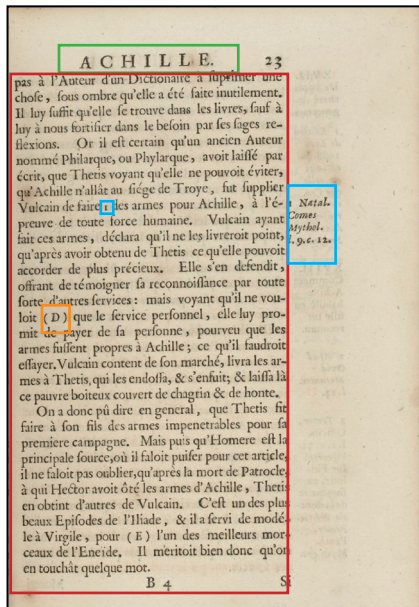 ACHILLE. 23
pas à l'Auteur d'un Dictionaire à suprimer une
chose, sous ombre qu'elle a été faite inutilement.
Il luy suffit qu'elle se trouve dans les livres, sauf à
luy à nous fortifier dans le besoin par ses sages re-
flexions. Or il est certain qu'un ancien Auteur
nommé Philarque, ou Phylarque, avoit laissé par
écrit, que Thetis voyant qu'elle ne pouvoit éviter,
qu'Achille n'allât au siége de Troye, fut supplier
Vulcain de faire 1 des armes pour Achille, à l'é-
preuve de toute force humaine. Vulcain ayant
fait ces armes, déclara qu'il ne les livreroit point,
qu'après avoir obtenu de Thetis ce qu'elle pouvoit
accorder de plus précieux. Elle s'en defendit,
offrant de témoigner sa reconnoissance par toute
sorte d'autres services: mais voyant qu'il ne vou-
loit (D) que le service personnel, elle luy pro-
mit de payer de sa personne, pourveu que les
armes fussent propres à Achille; ce qu'il faudroit
essayer. Vulcain content de son marché, livra les ar-
mes à Thetis, qui les endossa, & s'enfuit; & laissa là
ce pauvre boiteux couvert de chagrin & de honte.
On a donc pû dire en general, que Thetis fit
faire à son fils des armes impenetrables pour sa
premiere campagne. Mais puis qu'Homere est la
principale source, où il faloit puiser pour cet article,
il ne faloit pas oublier, qu'après la mort de Patrocle,
à qui Hector avoit ôté les armes d'Achille, Thetis
en obtint d'autres de Vulcain. C'est un des plus
beaux Episodes de l'Iliade, & il a servi de modé-
le à Virgile, pour (E) l'un des meilleurs mor-
ceaux de l'Eneïde. Il méritoit bien donc qu'on
en touchât quelque mot.
B 4 Si
1 Natal.
Comes
Mythol.
l. 9. c. 12.